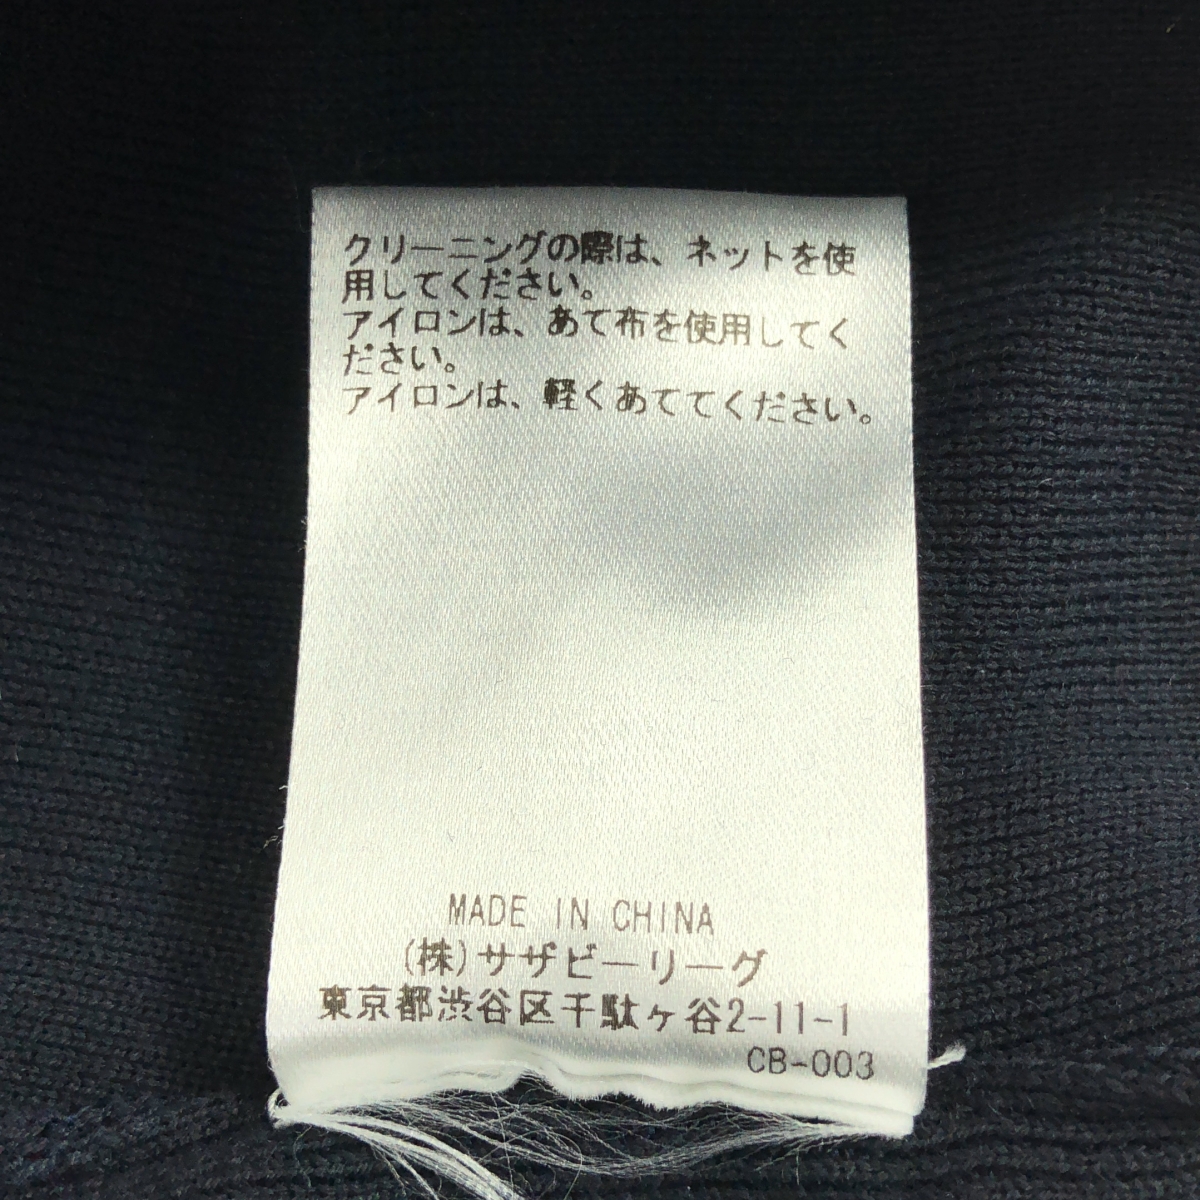 クリーニングの際は、ネットを使
用してください。
アイロンは、あて布を使用してく
ださい。
アイロンは、軽くあててください。
MADE IN CHINA
(株)サザビーリーグ
東京都渋谷区千駄ヶ谷2-11-1
CB-003